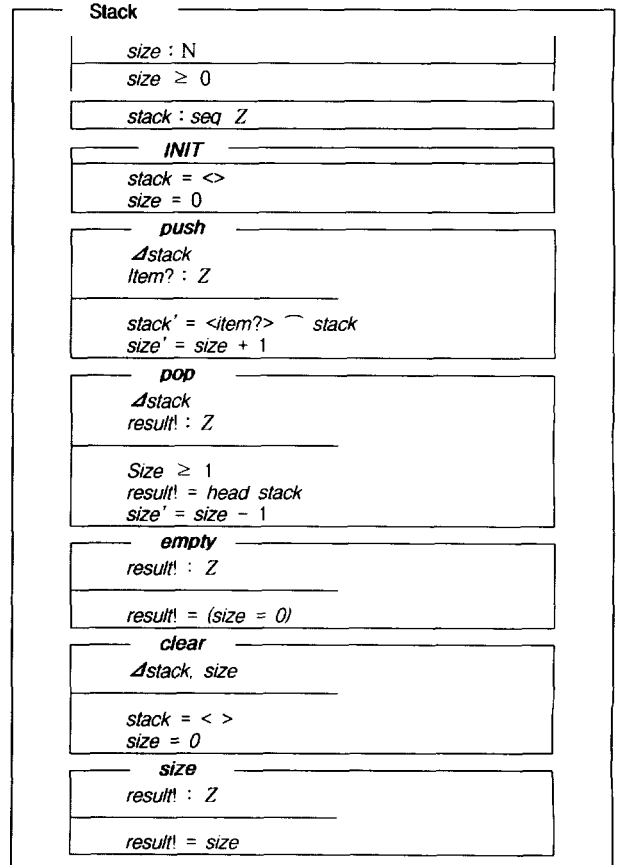 Stack
size : N
size ≥ 0
stack : seq Z
INIT
stack = <>
size = 0
push
Δstack
Item? : Z
stack' = <item?> ⁀ stack
size' = size + 1
pop
Δstack
result! : Z
Size ≥ 1
result! = head stack
size' = size − 1
empty
result! : Z
result! = (size = 0)
clear
Δstack, size
stack = < >
size = 0
size
result! : Z
result! = size